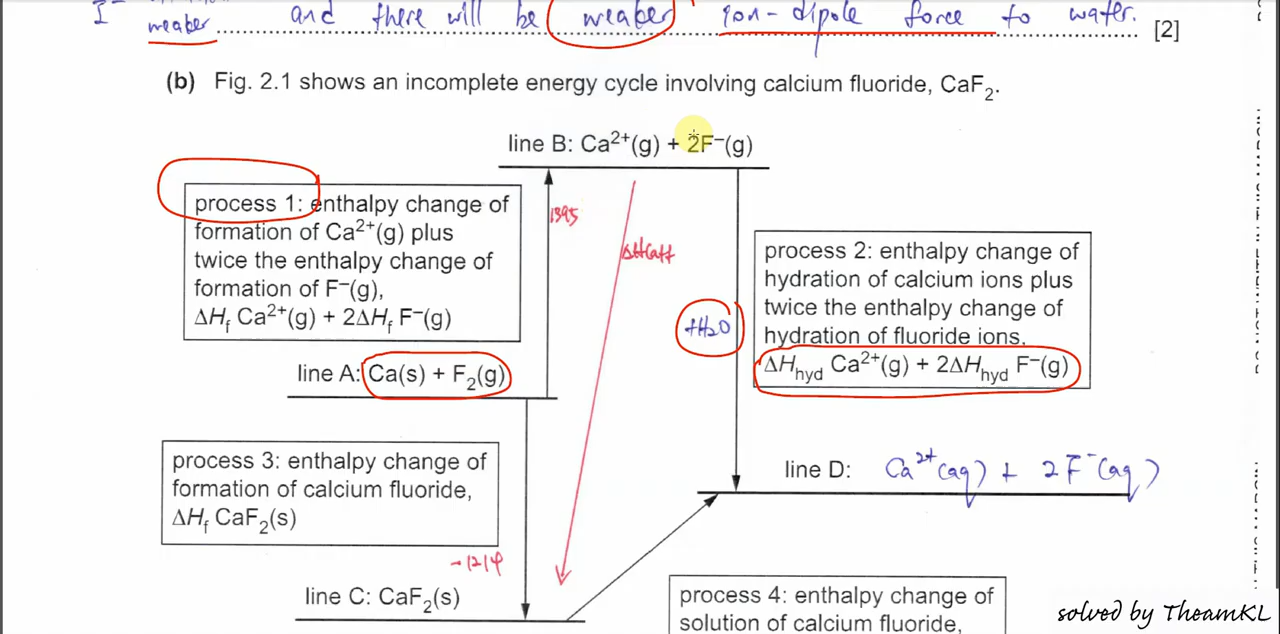 I⁻
weaker and there will be weaker ion-dipole force to water. [2]
(b) Fig. 2.1 shows an incomplete energy cycle involving calcium fluoride, CaF₂.
line B: Ca²⁺(g) + 2F⁻(g)
process 1: enthalpy change of
formation of Ca²⁺(g) plus
twice the enthalpy change of
formation of F⁻(g),
ΔHf Ca²⁺(g) + 2ΔHf F⁻(g)
1395
ΔHlatt
+H₂O
process 2: enthalpy change of
hydration of calcium ions plus
twice the enthalpy change of
hydration of fluoride ions,
ΔHhyd Ca²⁺(g) + 2ΔHhyd F⁻(g)
line A: Ca(s) + F₂(g)
process 3: enthalpy change of
formation of calcium fluoride,
ΔHf CaF₂(s)
-1214
line D: Ca²⁺(aq) + 2F⁻(aq)
line C: CaF₂(s)
process 4: enthalpy change of
solution of calcium fluoride,
solved by TheamKL